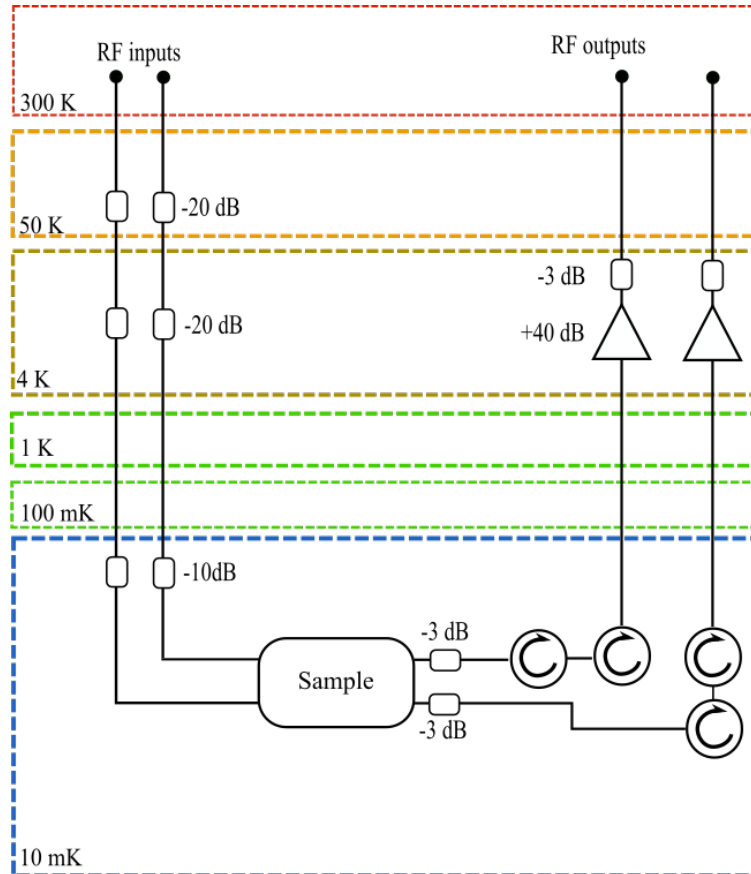 RF inputs
RF outputs
300 K
-20 dB
50 K
-3 dB
-20 dB
+40 dB
4 K
1 K
100 mK
-10dB
-3 dB
Sample
-3 dB
10 mK